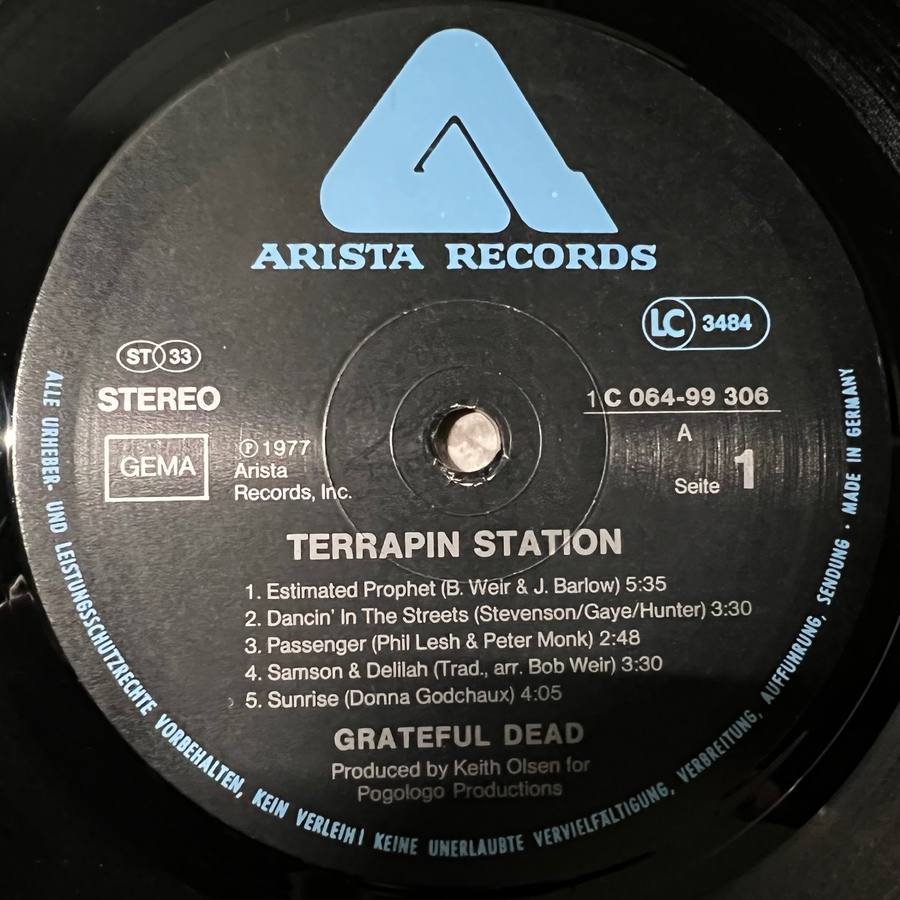 ARISTA RECORDS
LC 3484
ST 33
STEREO
1 C 064-99 306
GEMA
℗ 1977
Arista
Records, Inc.
A
Seite 1
TERRAPIN STATION
1. Estimated Prophet (B. Weir & J. Barlow) 5:35
2. Dancin' In The Streets (Stevenson/Gaye/Hunter) 3:30
3. Passenger (Phil Lesh & Peter Monk) 2:48
4. Samson & Delilah (Trad., arr. Bob Weir) 3:30
5. Sunrise (Donna Godchaux) 4:05
GRATEFUL DEAD
Produced by Keith Olsen for
Pogologo Productions
ALLE URHEBER- UND LEISTUNGSSCHUTZRECHTE VORBEHALTEN, KEIN VERLEIH! KEINE UNERLAUBTE VERVIELFÄLTIGUNG, VERBREITUNG, AUFFÜHRUNG, SENDUNG · MADE IN GERMANY